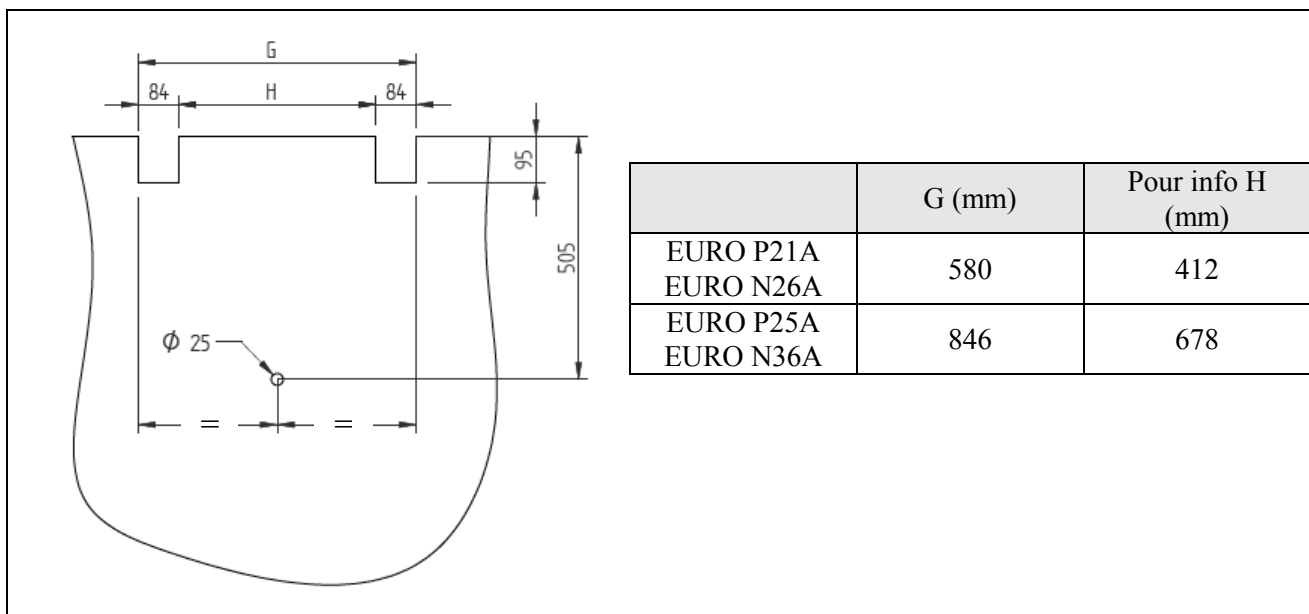 G
84 H 84
95
505
Φ 25
= =
G (mm)
Pour info H
(mm)
EURO P21A
EURO N26A
580
412
EURO P25A
EURO N36A
846
678